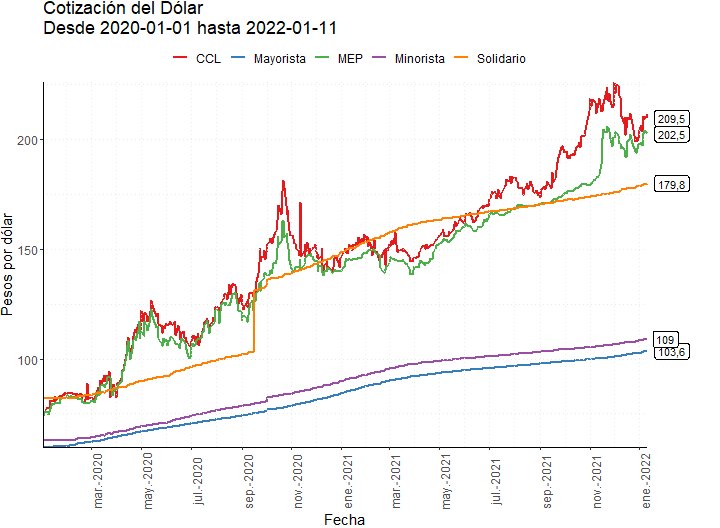 Cotización del Dólar
Desde 2020-01-01 hasta 2022-01-11
CCL Mayorista MEP Minorista Solidario
Pesos por dólar
200
150
100
209,5
202,5
179,8
109
103,6
mar.-2020
may.-2020
jul.-2020
sep.-2020
nov.-2020
ene.-2021
mar.-2021
may.-2021
jul.-2021
sep.-2021
nov.-2021
ene.-2022
Fecha